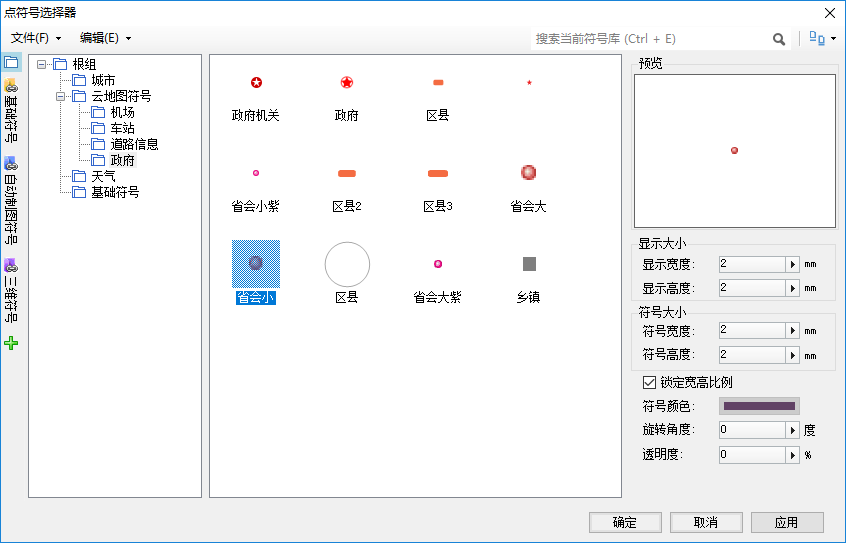 点符号选择器
文件(F)
编辑(E)
搜索当前符号库 (Ctrl + E)
基础符号
自动制图符号
三维符号
根组
城市
云地图符号
机场
车站
道路信息
政府
天气
基础符号
政府机关
政府
区县
省会小紫
区县2
区县3
省会大
省会小
区县
省会大紫
乡镇
预览
显示大小
显示宽度: 2 mm
显示高度: 2 mm
符号大小
符号宽度: 2 mm
符号高度: 2 mm
锁定宽高比例
符号颜色:
旋转角度: 0 度
透明度: 0 %
确定
取消
应用